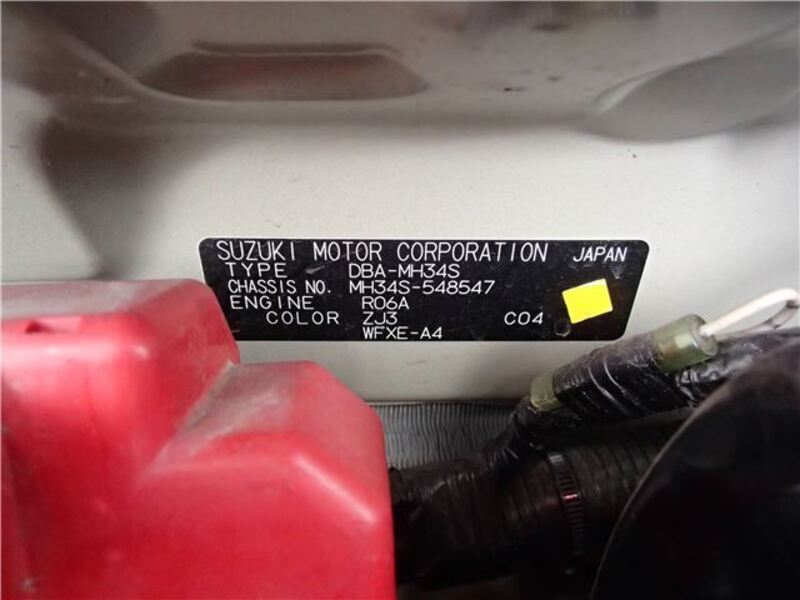 SUZUKI MOTOR CORPORATION JAPAN
TYPE DBA-MH34S
CHASSIS NO. MH34S-548547
ENGINE R06A
COLOR ZJ3 C04
WFXE-A4